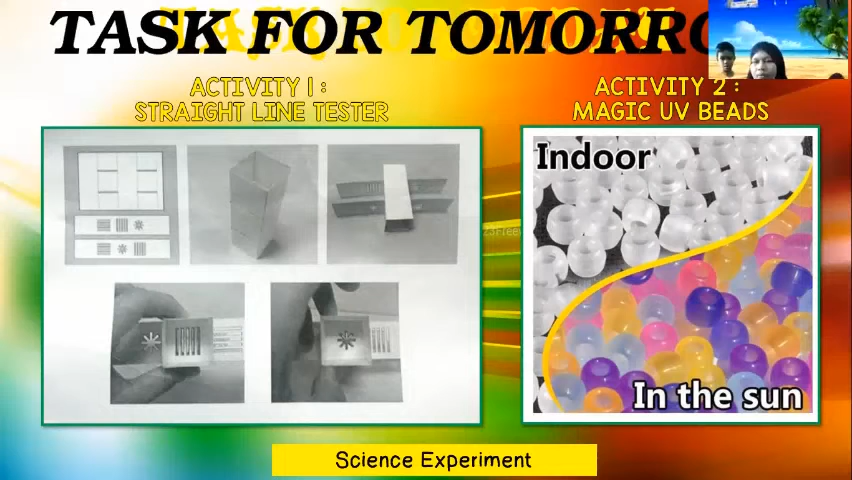 TASK FOR TOMORRO
ACTIVITY 1 :
STRAIGHT LINE TESTER
ACTIVITY 2 :
MAGIC UV BEADS
Indoor
In the sun
Science Experiment